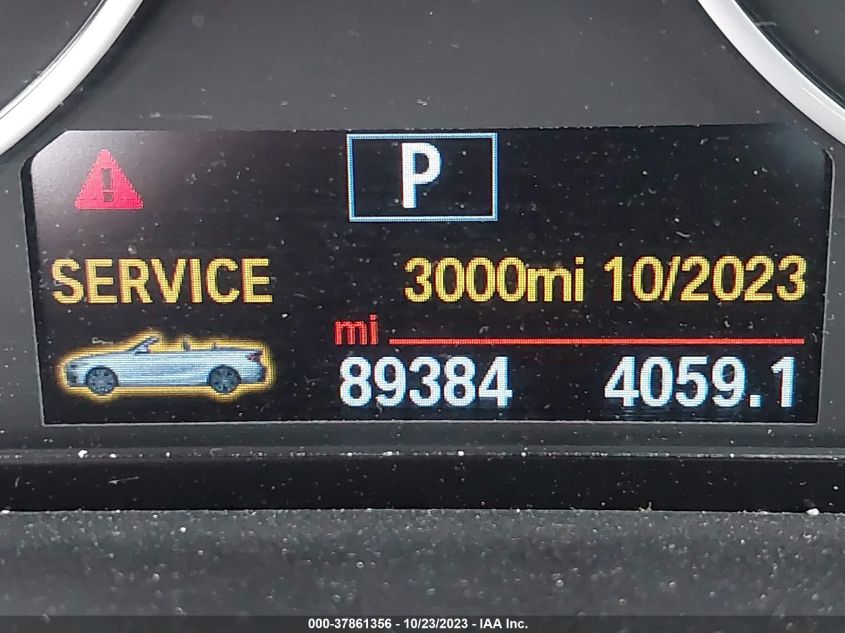 P
SERVICE 3000mi 10/2023
mi
89384 4059.1
000-37861356 - 10/23/2023 - IAA Inc.